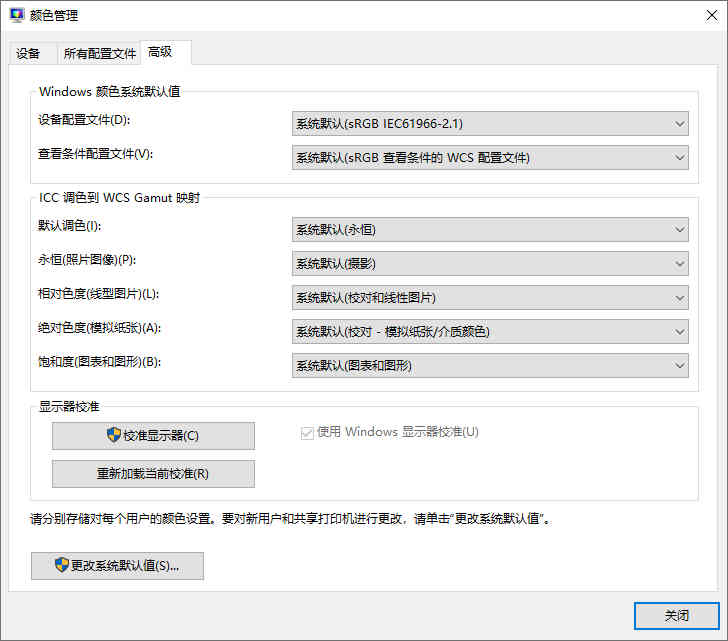 颜色管理
设备
所有配置文件
高级
Windows 颜色系统默认值
设备配置文件(D):
系统默认(sRGB IEC61966-2.1)
查看条件配置文件(V):
系统默认(sRGB 查看条件的 WCS 配置文件)
ICC 调色到 WCS Gamut 映射
默认调色(I):
系统默认(永恒)
永恒(照片图像)(P):
系统默认(摄影)
相对色度(线型图片)(L):
系统默认(校对和线性图片)
绝对色度(模拟纸张)(A):
系统默认(校对 - 模拟纸张/介质颜色)
饱和度(图表和图形)(B):
系统默认(图表和图形)
显示器校准
校准显示器(C)
使用 Windows 显示器校准(U)
重新加载当前校准(R)
请分别存储对每个用户的颜色设置。要对新用户和共享打印机进行更改，请单击“更改系统默认值”。
更改系统默认值(S)...
关闭